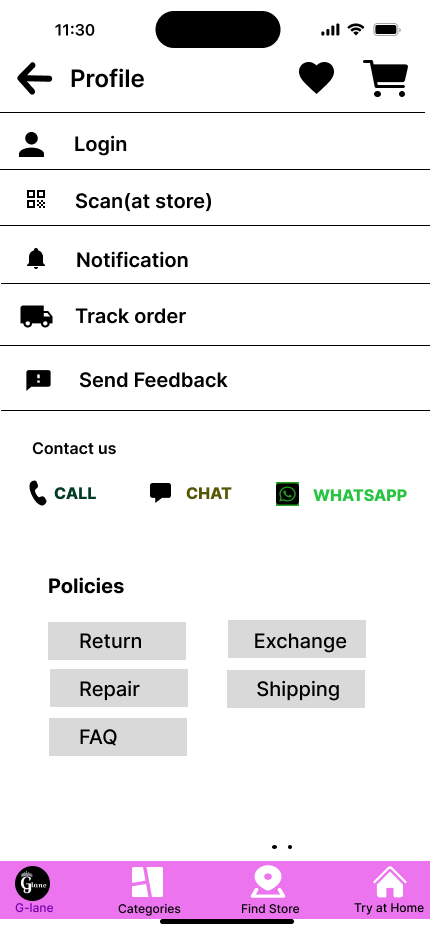 11:30
Profile
Login
Scan(at store)
Notification
Track order
Send Feedback
Contact us
CALL CHAT WHATSAPP
Policies
Return Exchange
Repair Shipping
FAQ
G-lane
G-lane Categories Find Store Try at Home